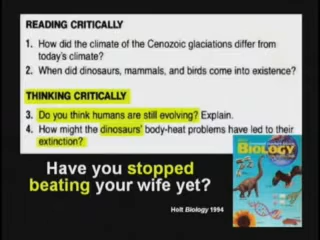 READING CRITICALLY
1. How did the climate of the Cenozoic glaciations differ from
today's climate?
2. When did dinosaurs, mammals, and birds come into existence?
THINKING CRITICALLY
3. Do you think humans are still evolving? Explain.
4. How might the dinosaurs' body-heat problems have led to their
extinction?
Have you stopped
beating your wife yet?
BIOLOGY
Holt Biology 1994